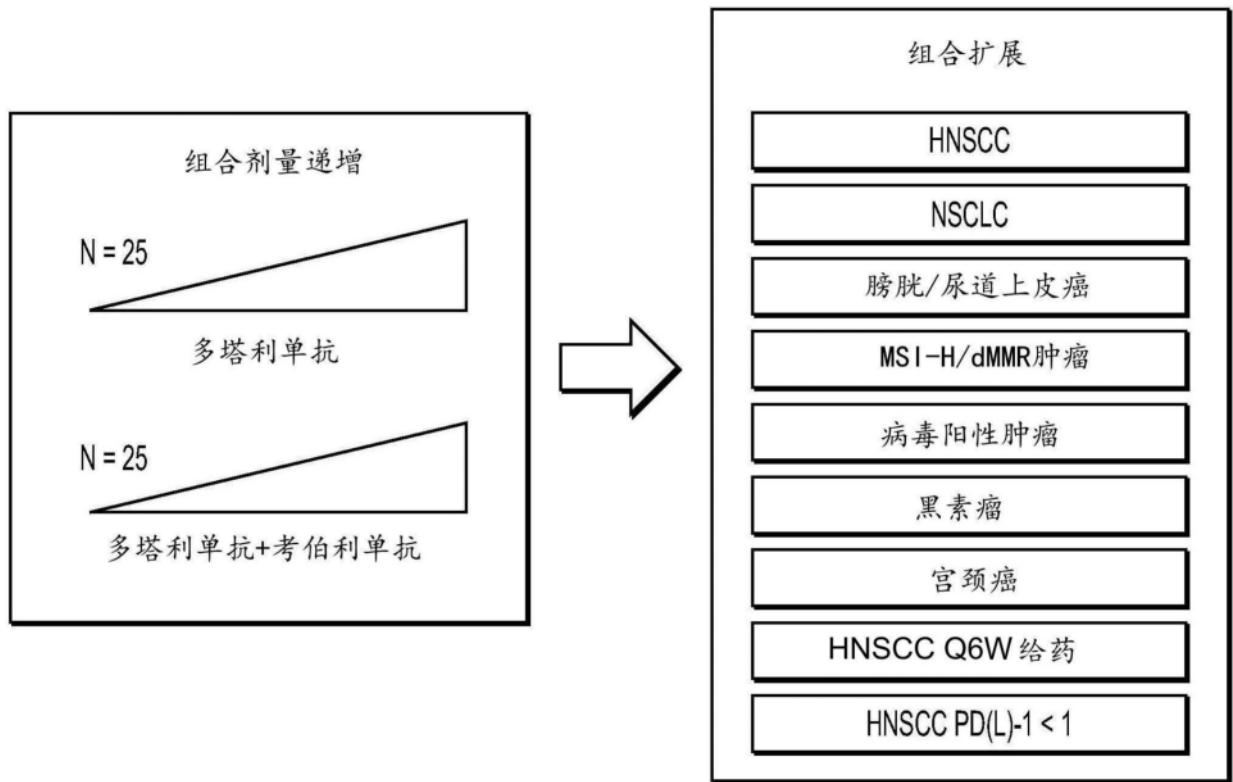 组合剂量递增
N = 25
多塔利单抗
N = 25
多塔利单抗+考伯利单抗
组合扩展
HNSCC
NSCLC
膀胱/尿道上皮癌
MSI-H/dMMR肿瘤
病毒阳性肿瘤
黑素瘤
宫颈癌
HNSCC Q6W 给药
HNSCC PD(L)-1 < 1